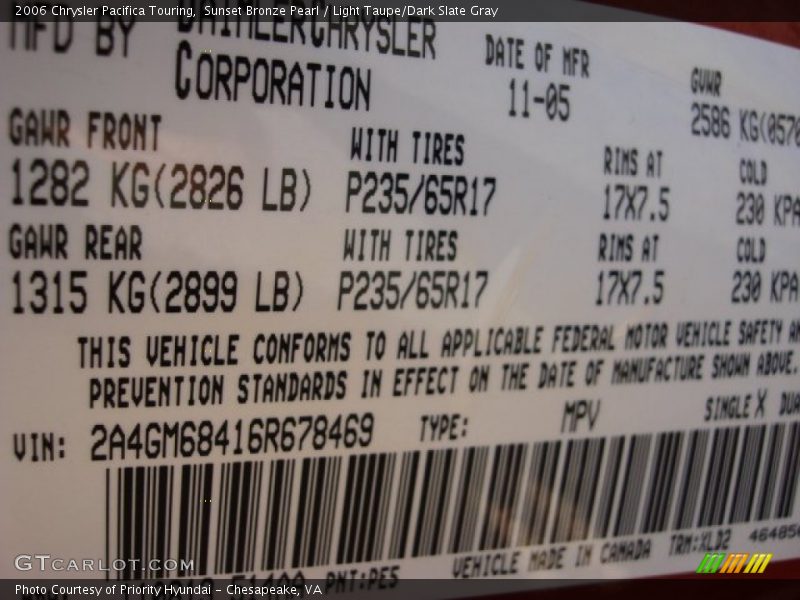 2006 Chrysler Pacifica Touring, Sunset Bronze Pearl / Light Taupe/Dark Slate Gray
MFD BY DAIMLERCHRYSLER CORPORATION
DATE OF MFR
11-05
GVWR
2586 KG(0570
GAWR FRONT WITH TIRES RIMS AT COLD
1282 KG(2826 LB) P235/65R17 17X7.5 230 KPA
GAWR REAR WITH TIRES RIMS AT COLD
1315 KG(2899 LB) P235/65R17 17X7.5 230 KPA
THIS VEHICLE CONFORMS TO ALL APPLICABLE FEDERAL MOTOR VEHICLE SAFETY AN
PREVENTION STANDARDS IN EFFECT ON THE DATE OF MANUFACTURE SHOWN ABOVE.
VIN: 2A4GM68416R678469 TYPE: MPV SINGLE X DUA
VEHICLE MADE IN CANADA TRM:XLD2 46485
PNT:PES
GTCARLOT.COM
Photo Courtesy of Priority Hyundai - Chesapeake, VA